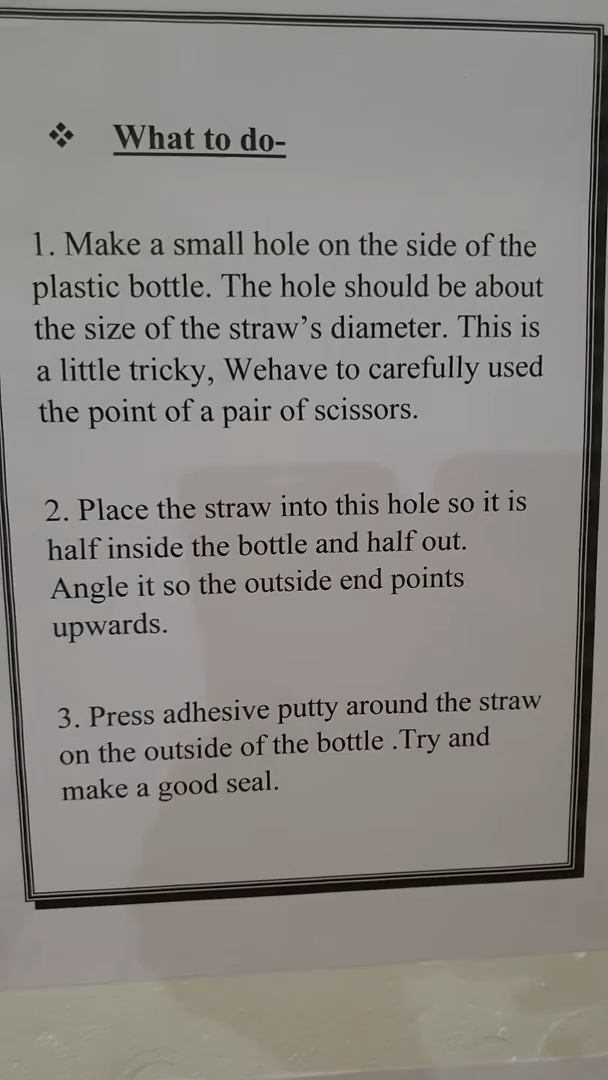 ❖ What to do-
1. Make a small hole on the side of the
plastic bottle. The hole should be about
the size of the straw's diameter. This is
a little tricky, Wehave to carefully used
the point of a pair of scissors.
2. Place the straw into this hole so it is
half inside the bottle and half out.
Angle it so the outside end points
upwards.
3. Press adhesive putty around the straw
on the outside of the bottle .Try and
make a good seal.